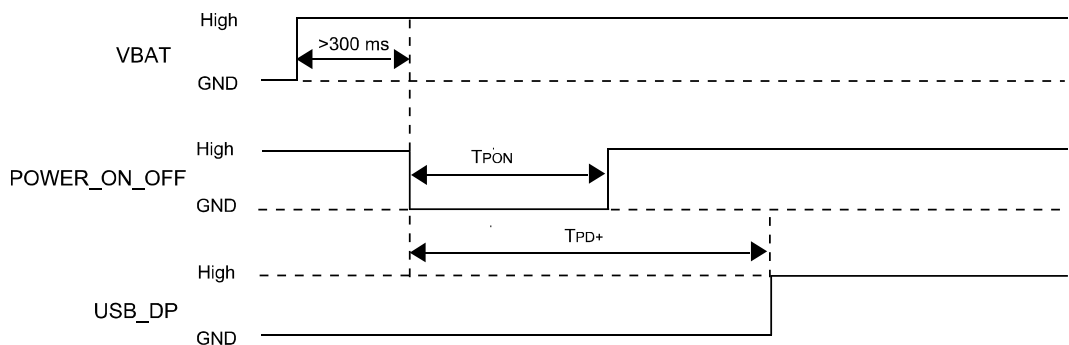 High
VBAT
>300 ms
GND
High
POWER_ON_OFF
TPON
GND
TPD+
High
USB_DP
GND